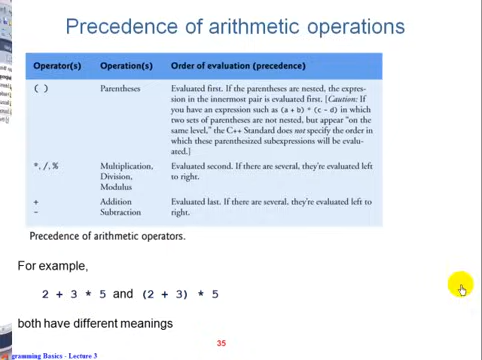 Precedence of arithmetic operations
Operator(s) Operation(s) Order of evaluation (precedence)
( ) Parentheses Evaluated first. If the parentheses are nested, the expres-
sion in the innermost pair is evaluated first. [Caution: If
you have an expression such as (a + b) * (c - d) in which
two sets of parentheses are not nested, but appear “on the
same level,” the C++ Standard does not specify the order in
which these parenthesized subexpressions will be evalu-
ated.]
*, /, % Multiplication, Evaluated second. If there are several, they’re evaluated left
Division, to right.
Modulus
+ Addition Evaluated last. If there are several, they’re evaluated left to
- Subtraction right.
Precedence of arithmetic operators.
For example,
2 + 3 * 5 and (2 + 3) * 5
both have different meanings
35
gramming Basics - Lecture 3